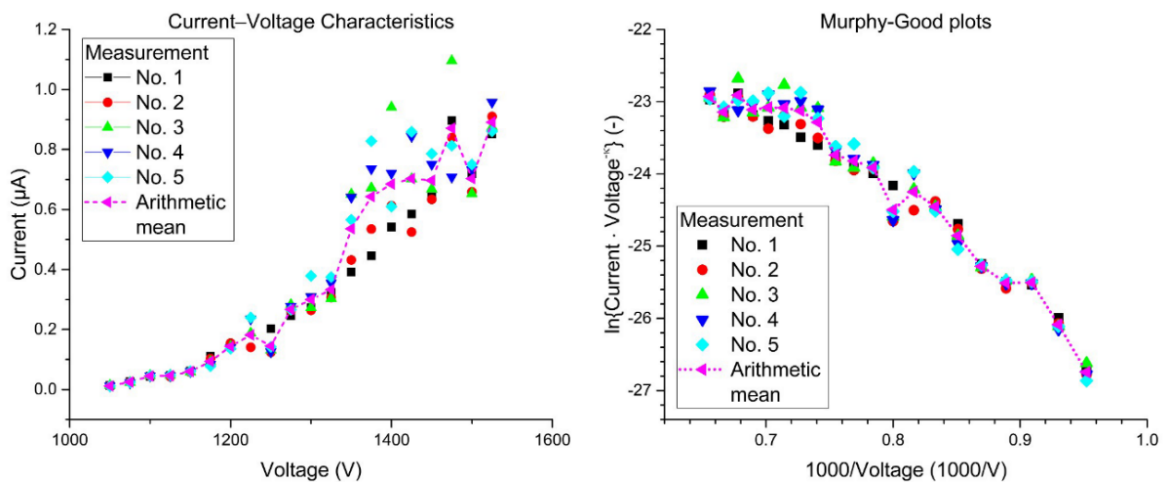 Current–Voltage Characteristics
1.2
1.0
0.8
0.6
0.4
0.2
0.0
Current (µA)
Measurement
No. 1
No. 2
No. 3
No. 4
No. 5
Arithmetic
mean
1000
1200
1400
1600
Voltage (V)
Murphy-Good plots
-22
-23
-24
-25
-26
-27
ln{Current · Voltage⁻ᴷ} (-)
Measurement
No. 1
No. 2
No. 3
No. 4
No. 5
Arithmetic
mean
0.7
0.8
0.9
1.0
1000/Voltage (1000/V)